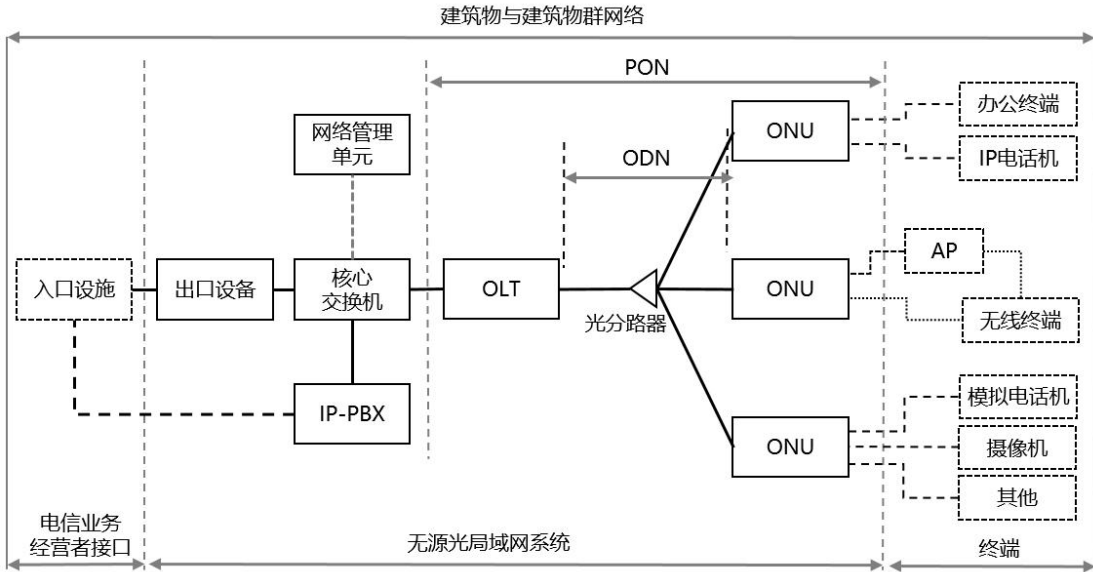 建筑物与建筑物群网络
PON
网络管理
单元
ODN
ONU
办公终端
IP电话机
入口设施
出口设备
核心
交换机
OLT
光分路器
ONU
AP
无线终端
IP-PBX
ONU
模拟电话机
摄像机
其他
电信业务
经营者接口
无源光局域网系统
终端